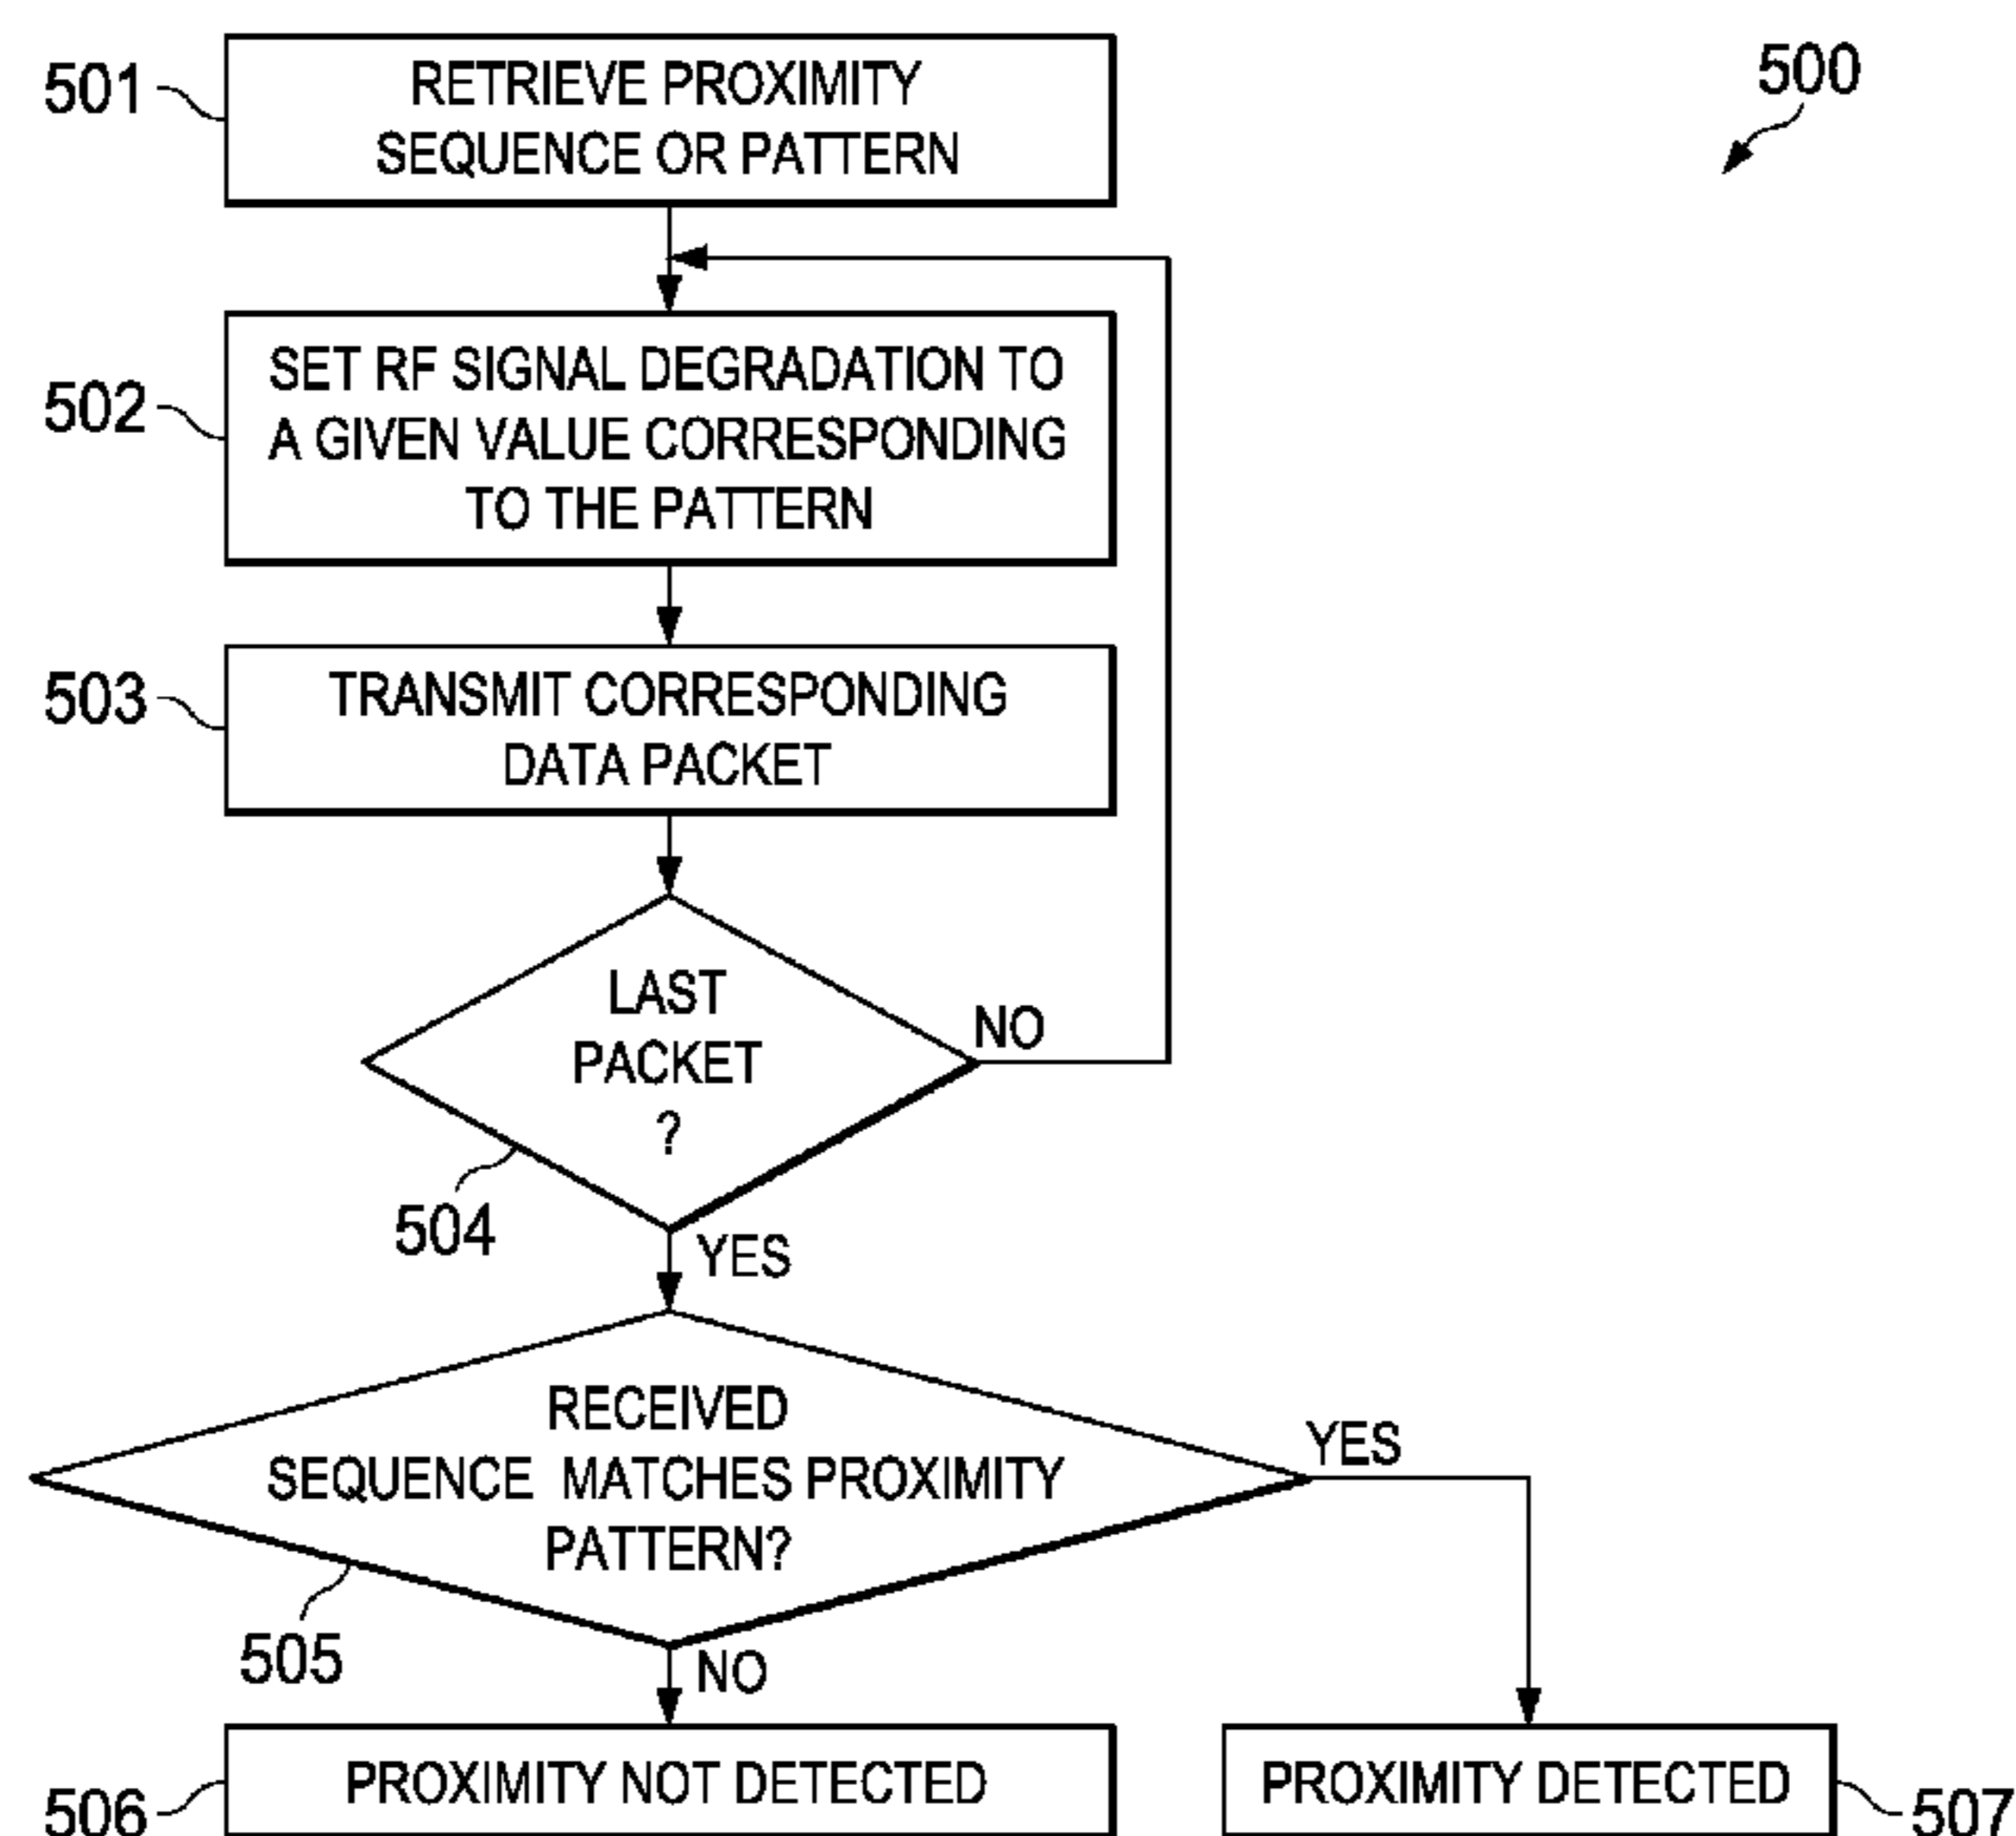 500
501
RETRIEVE PROXIMITY
SEQUENCE OR PATTERN
502
SET RF SIGNAL DEGRADATION TO
A GIVEN VALUE CORRESPONDING
TO THE PATTERN
503
TRANSMIT CORRESPONDING
DATA PACKET
LAST
PACKET
?
NO
504
YES
RECEIVED
SEQUENCE MATCHES PROXIMITY
PATTERN?
YES
505
NO
506
PROXIMITY NOT DETECTED
PROXIMITY DETECTED
507